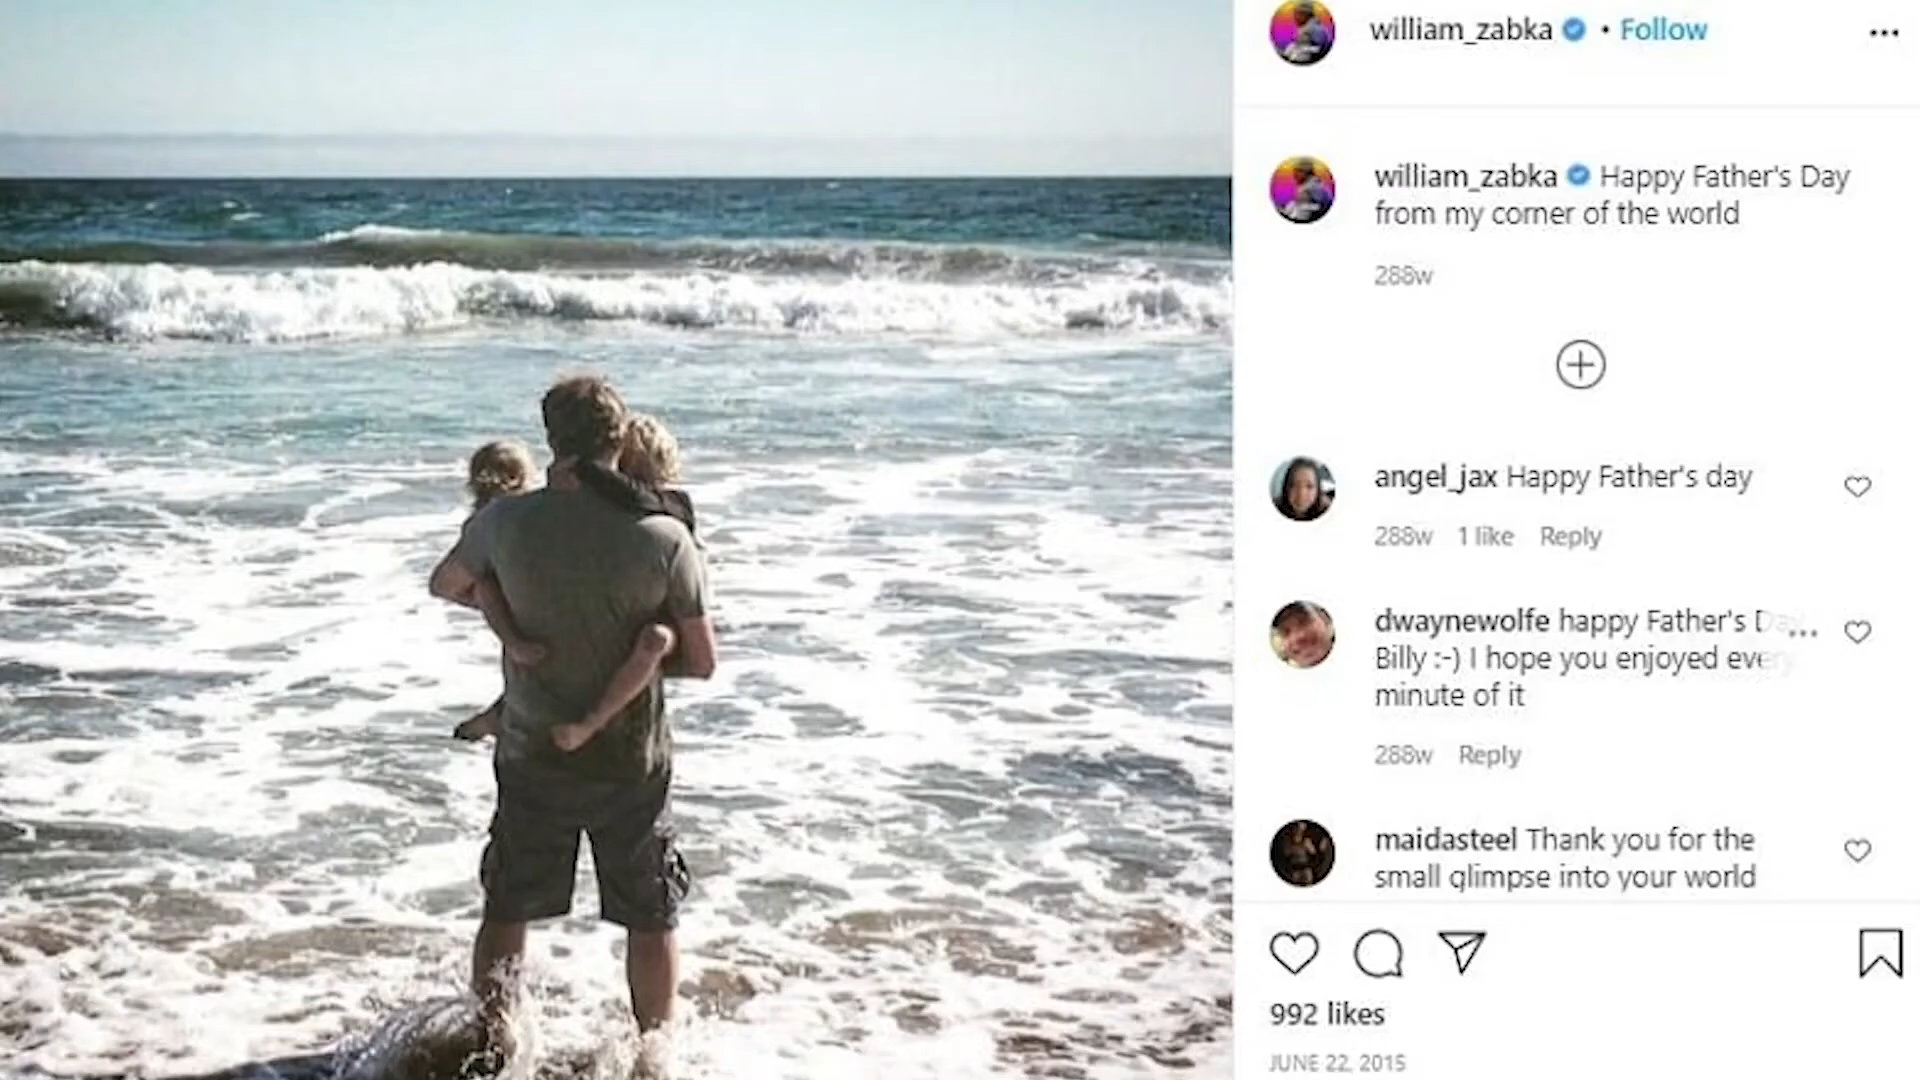 william_zabka • Follow
william_zabka Happy Father's Day
from my corner of the world
288w
angel_jax Happy Father's day
288w 1 like Reply
dwaynewolfe happy Father's Day
Billy :-) I hope you enjoyed every
minute of it
288w Reply
maidasteel Thank you for the
small glimpse into your world
992 likes
JUNE 22, 2015